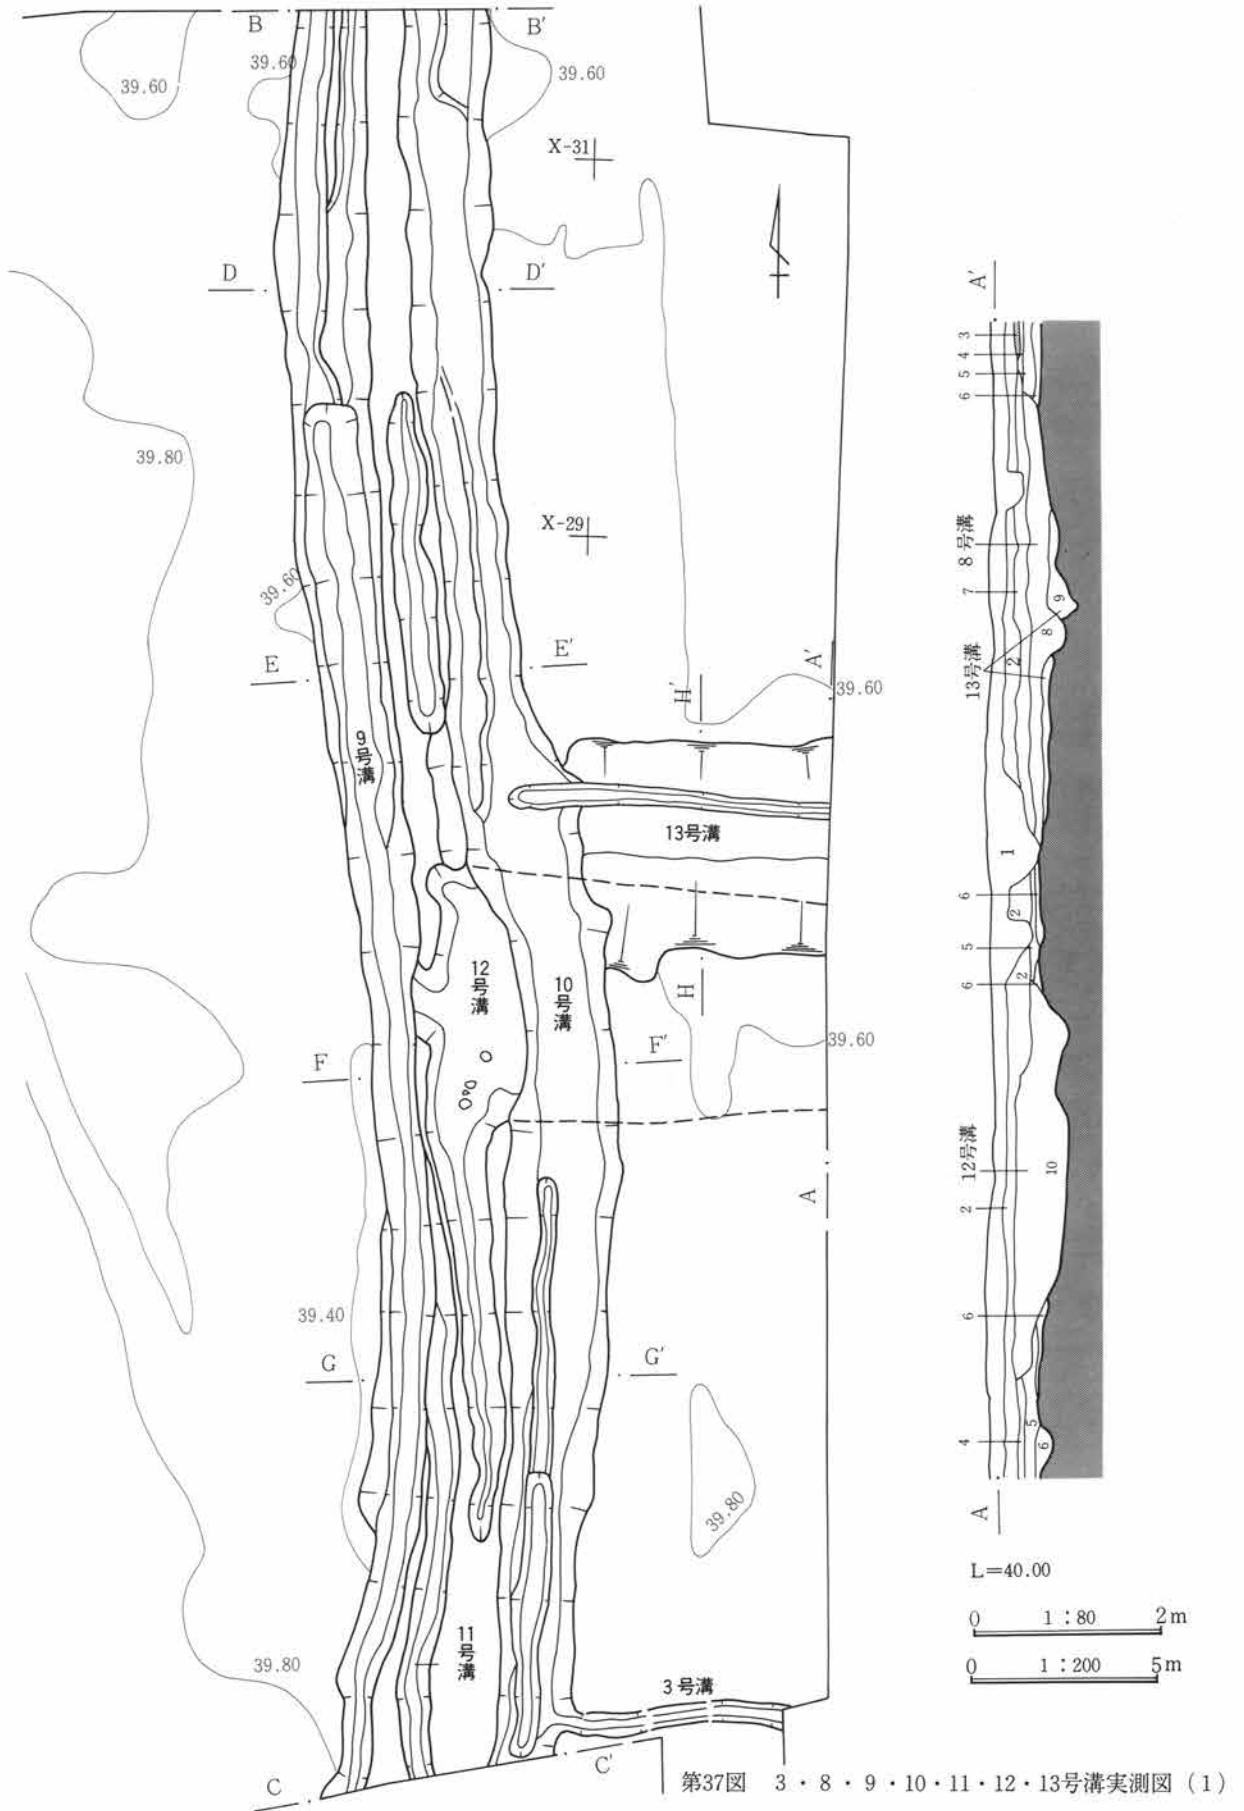 B
B'
39.60
39.60
39.60
X-31
D
D'
39.80
X-29
39.60
E
E'
A'
H'
39.60
9号溝
13号溝
12号溝
10号溝
H
F
F'
39.60
A
39.40
G
G'
39.80
11号溝
39.80
3号溝
C
C'
A'
3
4
5
6
8号溝
7
9
8
13号溝
2
1
6
2
5
2
6
12号溝
10
2
6
5
4
6
A
L=40.00
0 1:80 2m
0 1:200 5m
第37図 3・8・9・10・11・12・13号溝実測図(1)